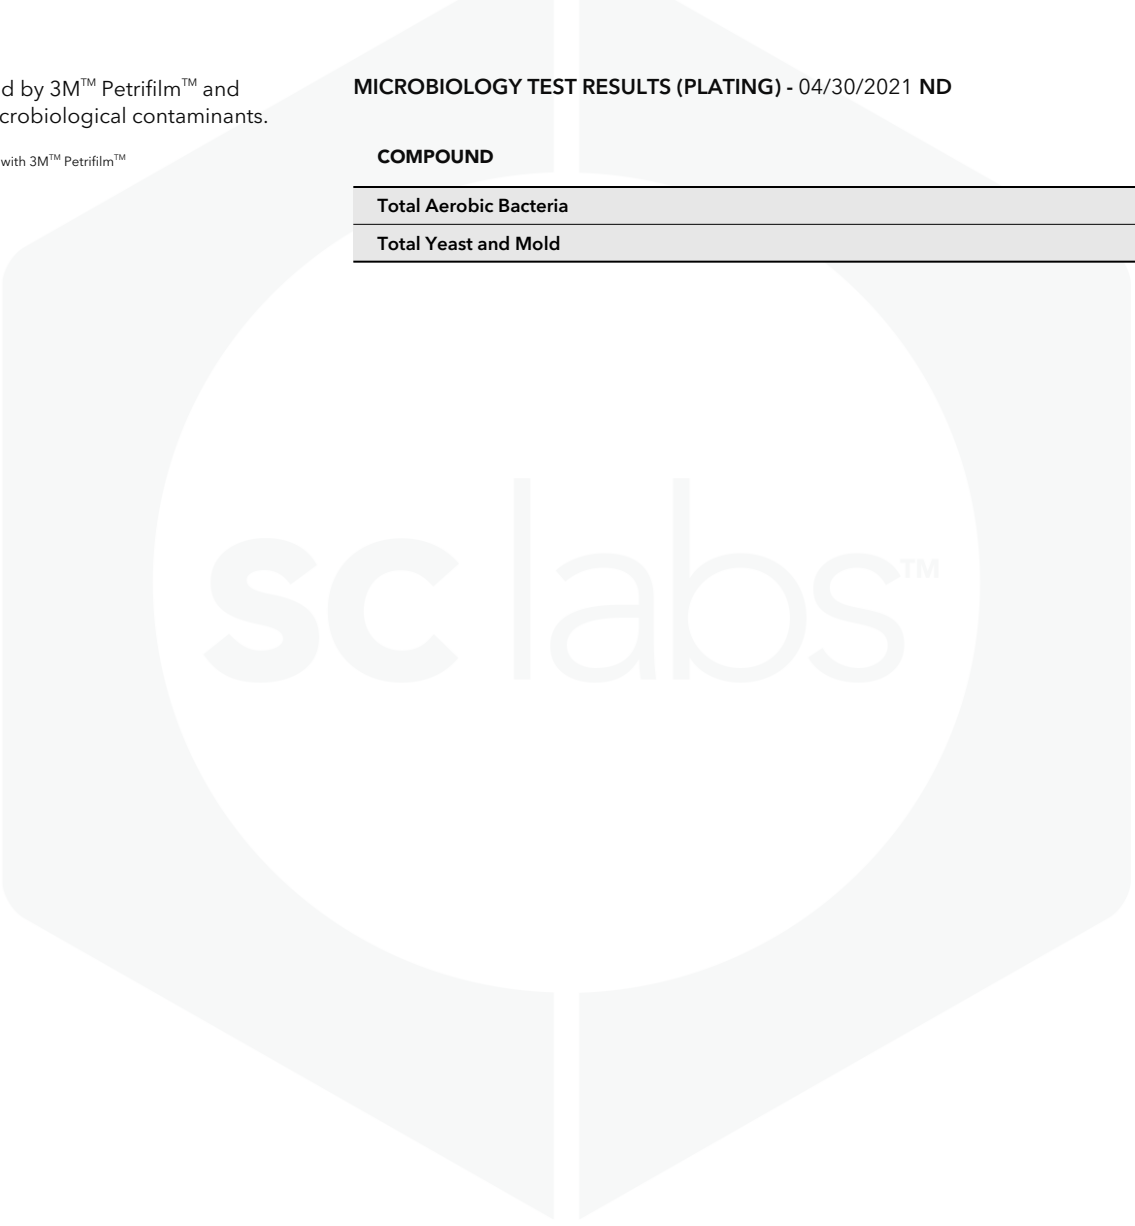 d by 3M™ Petrifilm™ and
crobiological contaminants.
with 3M™ Petrifilm™
MICROBIOLOGY TEST RESULTS (PLATING) - 04/30/2021 ND
COMPOUND
Total Aerobic Bacteria
Total Yeast and Mold
sc labs™